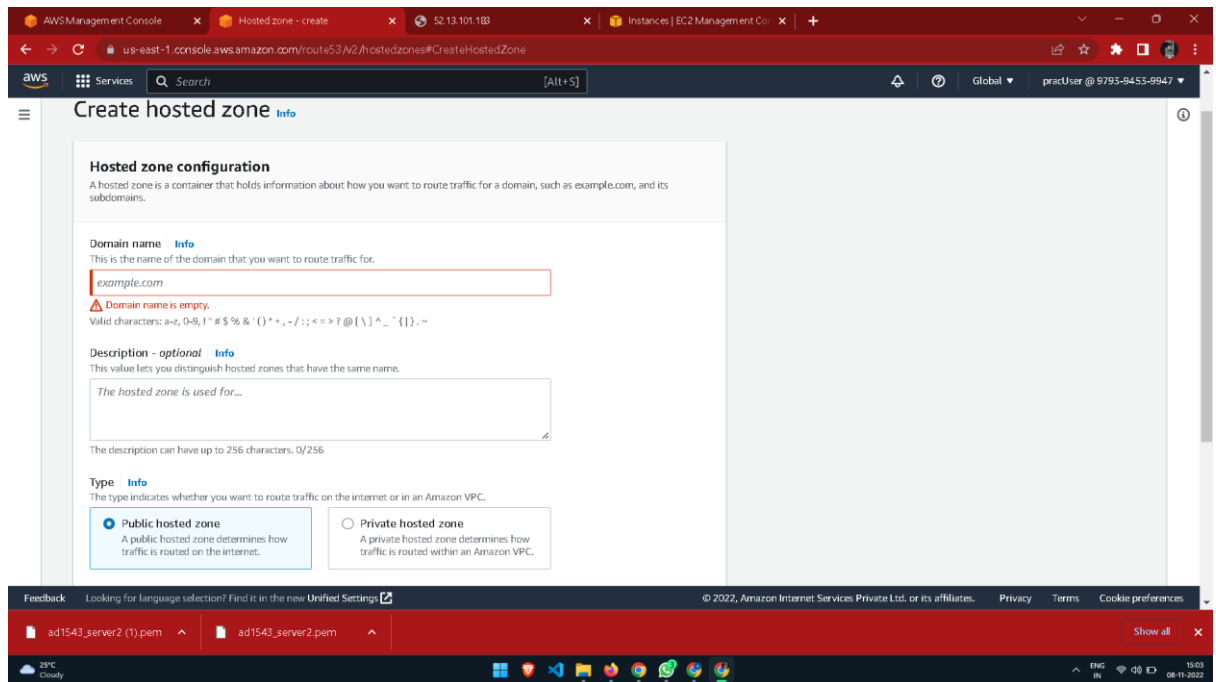 AWS Management Console
Hosted zone - create
52.13.101.183
Instances | EC2 Management Co
us-east-1.console.aws.amazon.com/route53/v2/hostedzones#CreateHostedZone
aws
Services
Search
[Alt+S]
Global
pracUser @ 9793-9453-9947
Create hosted zone Info
Hosted zone configuration
A hosted zone is a container that holds information about how you want to route traffic for a domain, such as example.com, and its
subdomains.
Domain name Info
This is the name of the domain that you want to route traffic for.
example.com
Domain name is empty.
Valid characters: a-z, 0-9, ! " # $ % & ' ( ) * + , - / : ; < = > ? @ [ \ ] ^ _ ` { | } . ~
Description - optional Info
This value lets you distinguish hosted zones that have the same name.
The hosted zone is used for...
The description can have up to 256 characters. 0/256
Type Info
The type indicates whether you want to route traffic on the internet or in an Amazon VPC.
Public hosted zone
A public hosted zone determines how
traffic is routed on the internet.
Private hosted zone
A private hosted zone determines how
traffic is routed within an Amazon VPC.
Feedback
Looking for language selection? Find it in the new Unified Settings
© 2022, Amazon Internet Services Private Ltd. or its affiliates.
Privacy
Terms
Cookie preferences
ad1543_server2 (1).pem
ad1543_server2.pem
Show all
25°C
Cloudy
ENG
IN
15:03
08-11-2022